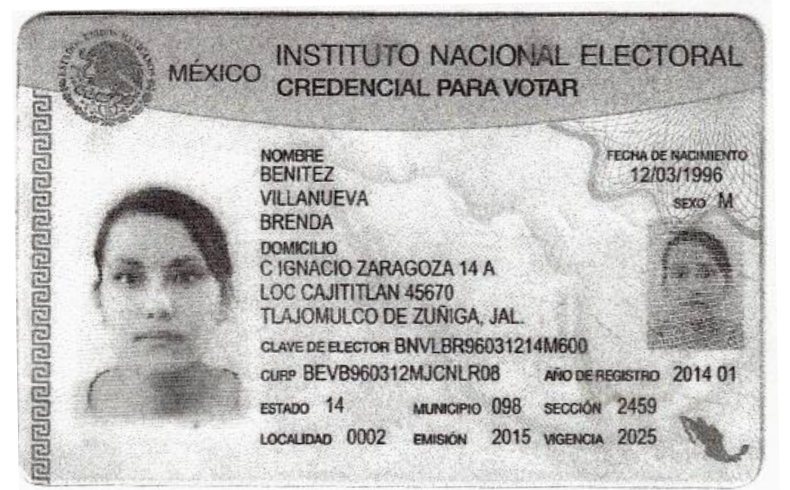 MÉXICO INSTITUTO NACIONAL ELECTORAL
CREDENCIAL PARA VOTAR
NOMBRE
BENITEZ
VILLANUEVA
BRENDA
FECHA DE NACIMIENTO
12/03/1996
SEXO M
DOMICILIO
C IGNACIO ZARAGOZA 14 A
LOC CAJITITLAN 45670
TLAJOMULCO DE ZUÑIGA, JAL.
CLAVE DE ELECTOR BNVLBR96031214M600
CURP BEVB960312MJCNLR08 AÑO DE REGISTRO 2014 01
ESTADO 14 MUNICIPIO 098 SECCIÓN 2459
LOCALIDAD 0002 EMISIÓN 2015 VIGENCIA 2025